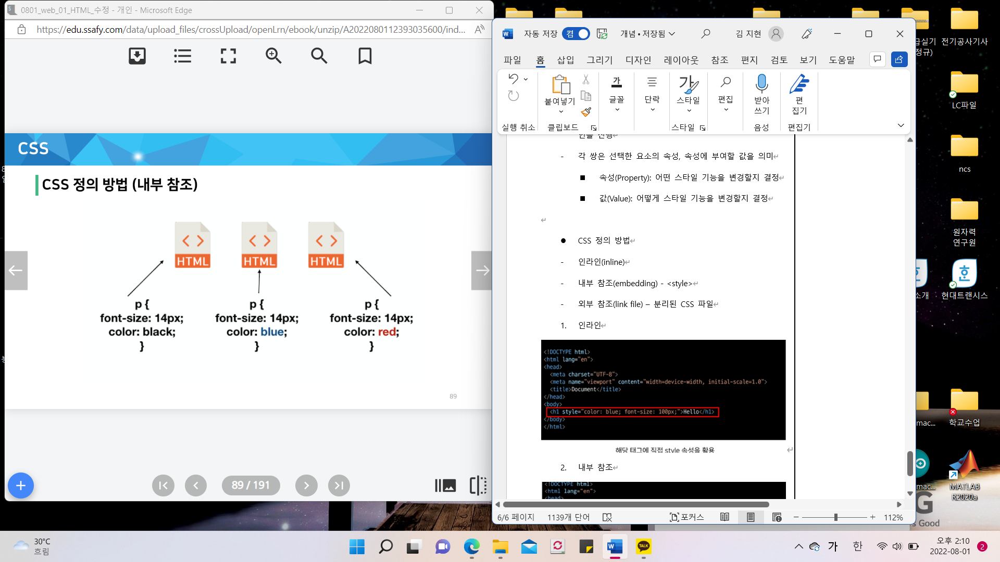 0801_web_01_HTML_수정 - 개인 - Microsoft Edge
https://edu.ssafy.com/data/upload_files/crossUpload/openLrn/ebook/unzip/A2022080112393035600/ind...
CSS
CSS 정의 방법 (내부 참조)
HTML
HTML
HTML
p {
font-size: 14px;
color: black;
}
p {
font-size: 14px;
color: blue;
}
p {
font-size: 14px;
color: red;
}
89
89 / 191
자동 저장
켬
개념 • 저장됨
김 지현
파일 홈 삽입 그리기 디자인 레이아웃 참조 편지 검토 보기 도움말
붙여넣기
가
글꼴
단락
가
스타일
편집
받아
쓰기
편
집기
실행 취소
클립보드
스타일
음성
편집기
- 각 쌍은 선택한 요소의 속성, 속성에 부여할 값을 의미
■ 속성(Property): 어떤 스타일 기능을 변경할지 결정
■ 값(Value): 어떻게 스타일 기능을 변경할지 결정
● CSS 정의 방법
- 인라인(inline)
- 내부 참조(embedding) - <style>
- 외부 참조(link file) – 분리된 CSS 파일
1. 인라인
<!DOCTYPE html>
<html lang="en">
<head>
<meta charset="UTF-8">
<meta name="viewport" content="width=device-width, initial-scale=1.0">
<title>Document</title>
</head>
<body>
<h1 style="color: blue; font-size: 100px;">Hello</h1>
</body>
</html>
해당 태그에 직접 style 속성을 활용
2. 내부 참조
<!DOCTYPE html>
<html lang="en">
<head>
6/6 페이지
1139개 단어
포커스
112%
전기공사기사
LC파일
ncs
원자력
연구원
현대트랜시스
소개
학교수업
mac...
mac...
MATLAB
R2020a
G
Good
30°C
흐림
TALK
가
한
오후 2:10
2022-08-01
2